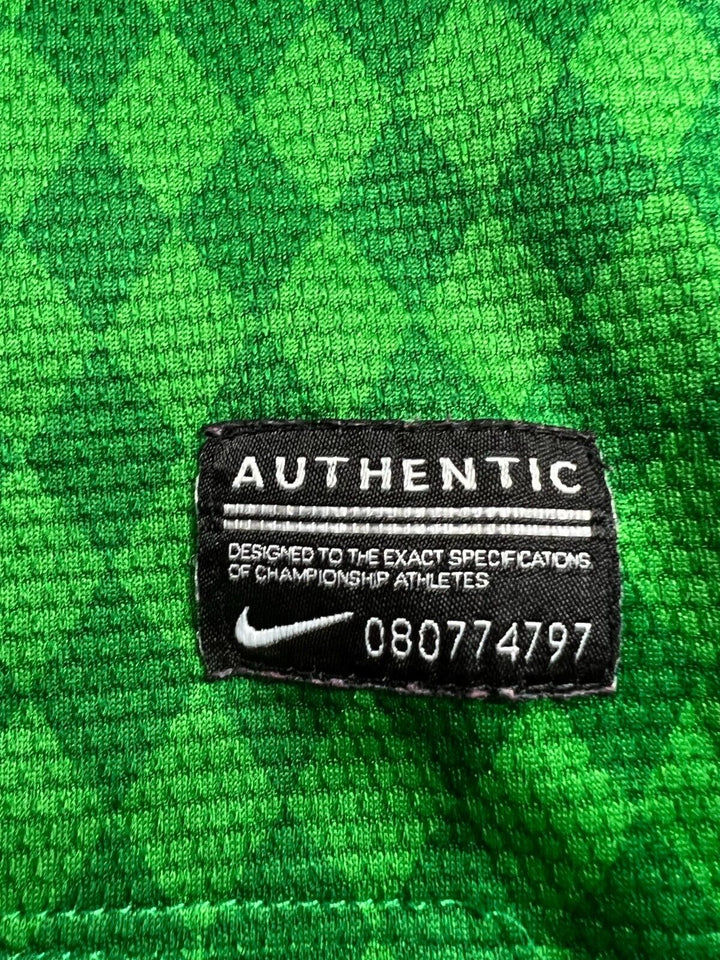 AUTHENTIC
DESIGNED TO THE EXACT SPECIFICATIONS
OF CHAMPIONSHIP ATHLETES
080774797